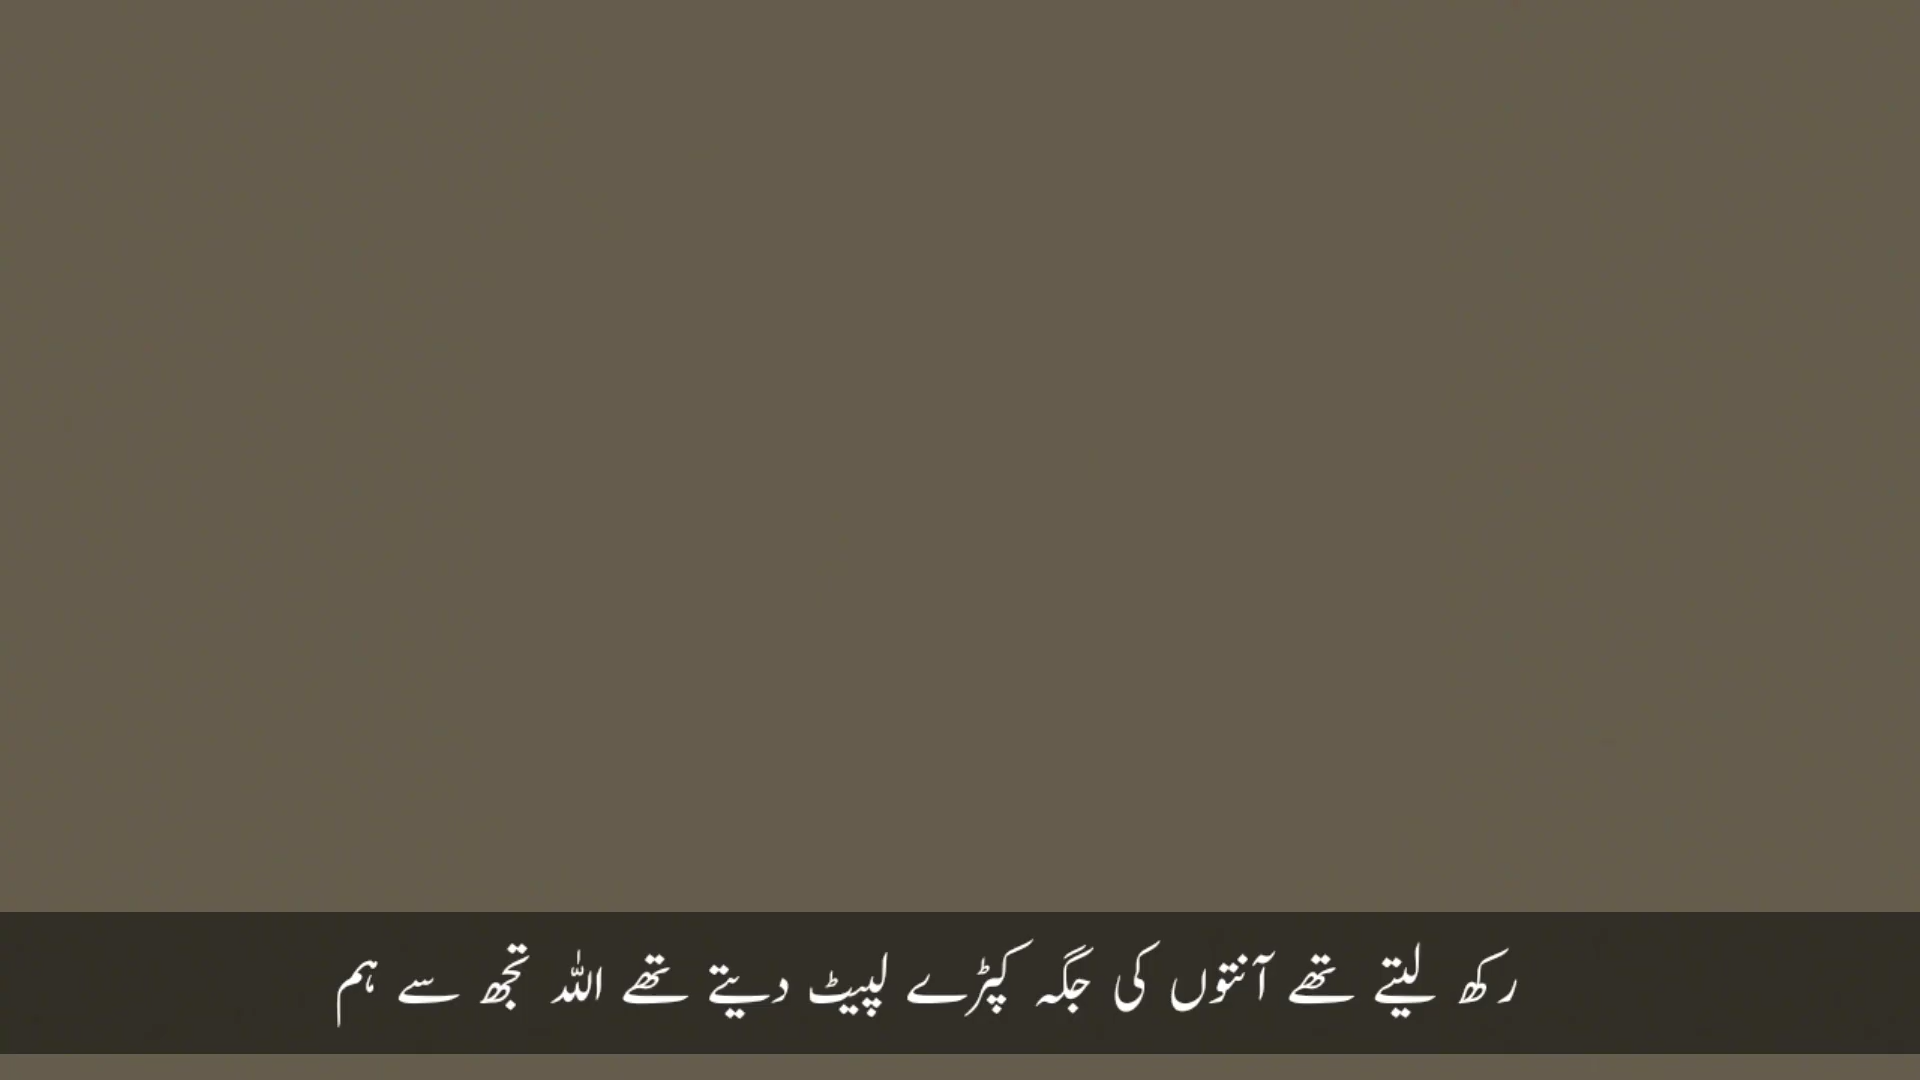 رکھ لیتے تھے آنتوں کی جگہ کپڑے لپیٹ دیتے تھے اللہ تجھ سے ہم